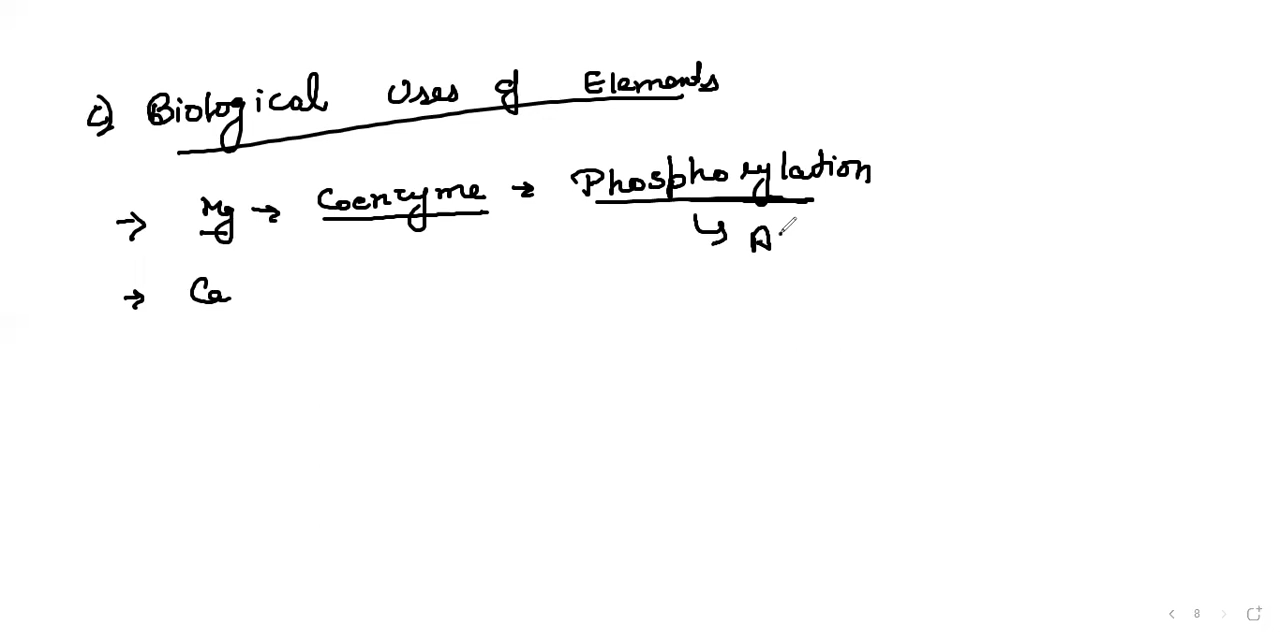 c) Biological Uses of Elements
→ Mg → Coenzyme → Phosphorylation
↳ A
→ Ca
< 8 >